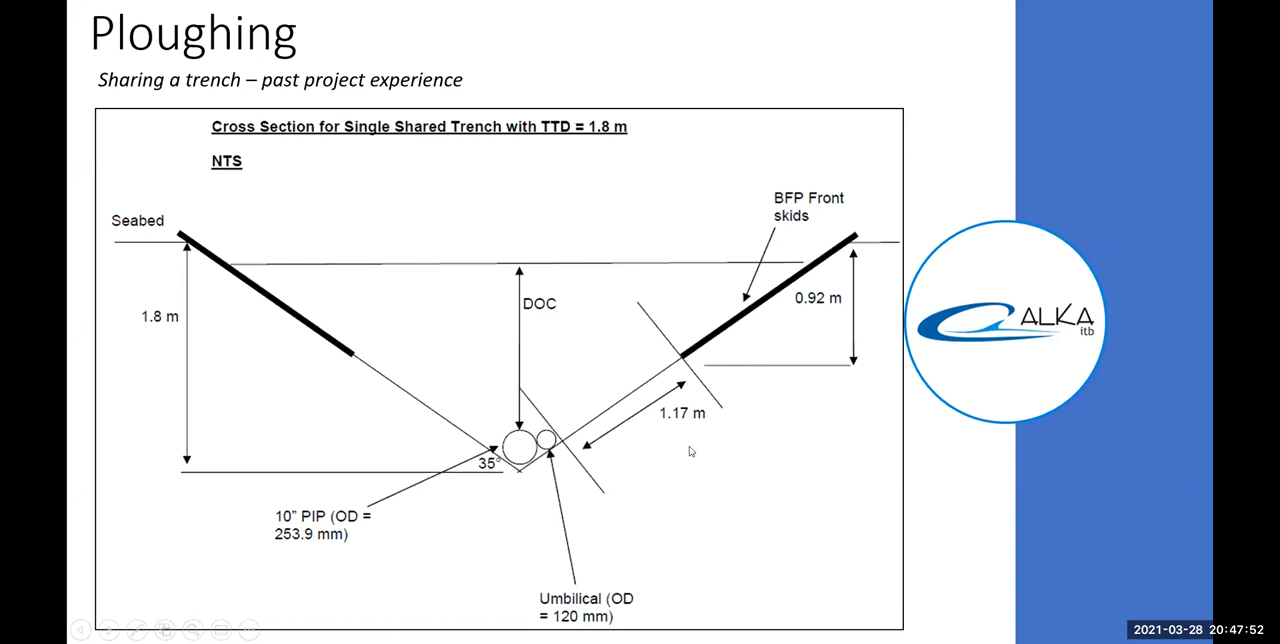 Ploughing
Sharing a trench – past project experience
Cross Section for Single Shared Trench with TTD = 1.8 m
NTS
BFP Front
skids
Seabed
0.92 m
DOC
1.8 m
ALKA
itb
1.17 m
35°
10" PIP (OD =
253.9 mm)
Umbilical (OD
= 120 mm)
2021-03-28 20:47:52